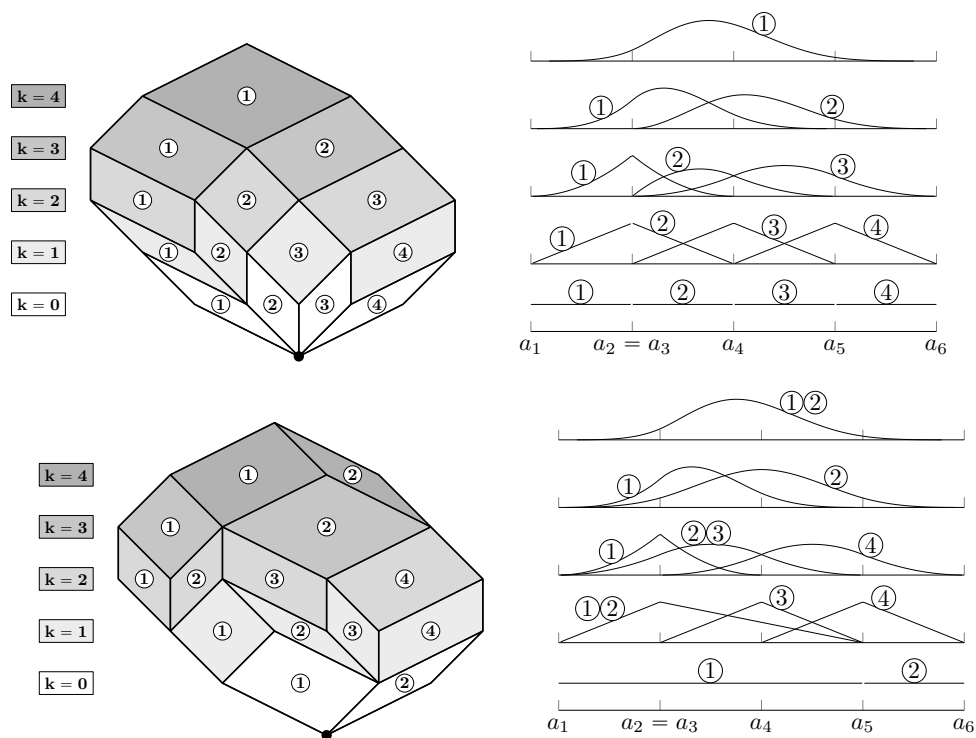 ①
k = 4
①
k = 3
① ②
① ②
k = 2
① ② ③
① ② ③
k = 1
① ② ③ ④
① ② ③ ④
k = 0
① ② ③ ④
① ② ③ ④
a₁ a₂ = a₃ a₄ a₅ a₆
①②
k = 4
① ②
k = 3
① ②
① ②
k = 2
① ② ③ ④
① ②③ ④
k = 1
① ② ③ ④
①② ③ ④
k = 0
① ②
① ②
a₁ a₂ = a₃ a₄ a₅ a₆